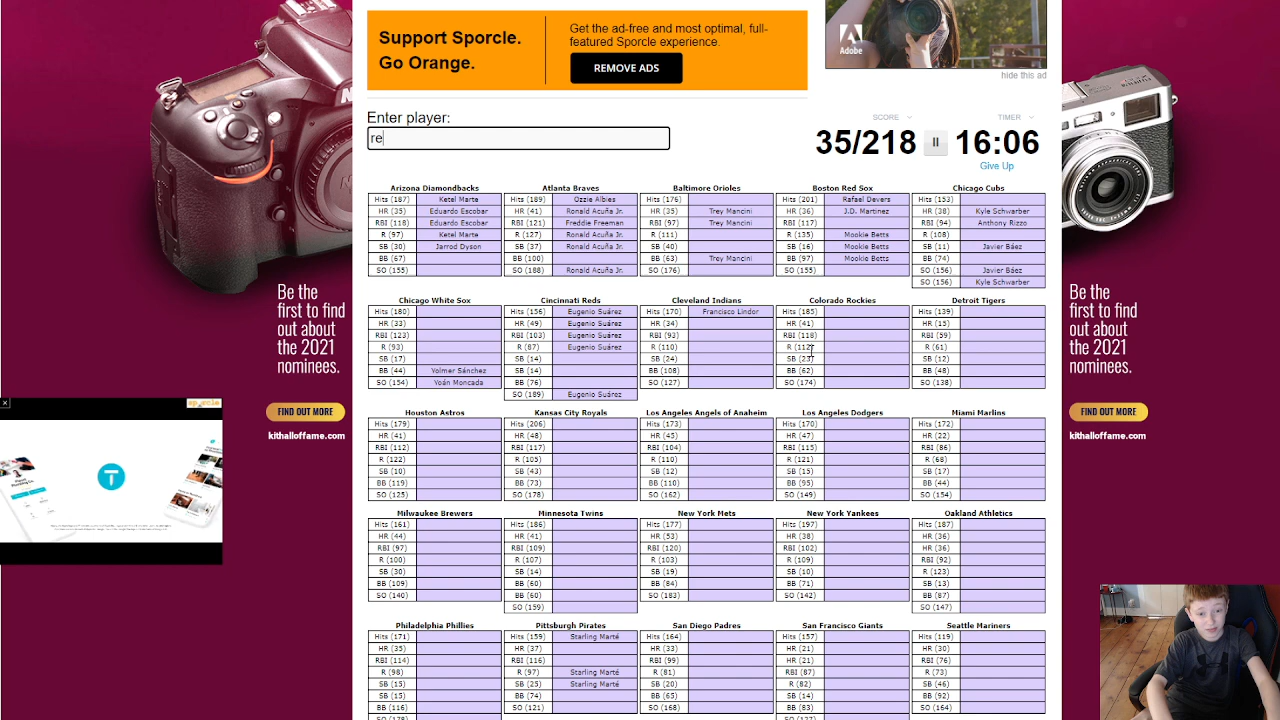 Support Sporcle.
Go Orange.
Get the ad-free and most optimal, full-
featured Sporcle experience.
REMOVE ADS
Adobe
hide this ad
Enter player:
re
SCORE
TIMER
35/218
16:06
Give Up
Arizona Diamondbacks
Hits (187) Ketel Marte
HR (35) Eduardo Escobar
RBI (118) Eduardo Escobar
R (97) Ketel Marte
SB (30) Jarrod Dyson
BB (67)
SO (155)
Atlanta Braves
Hits (189) Ozzie Albies
HR (41) Ronald Acuña Jr.
RBI (121) Freddie Freeman
R (127) Ronald Acuña Jr.
SB (37) Ronald Acuña Jr.
BB (100)
SO (188) Ronald Acuña Jr.
Baltimore Orioles
Hits (176)
HR (35) Trey Mancini
RBI (97) Trey Mancini
R (111)
SB (40)
BB (63) Trey Mancini
SO (176)
Boston Red Sox
Hits (201) Rafael Devers
HR (36) J.D. Martinez
RBI (117)
R (135) Mookie Betts
SB (16) Mookie Betts
BB (97) Mookie Betts
SO (155)
Chicago Cubs
Hits (153)
HR (38) Kyle Schwarber
RBI (94) Anthony Rizzo
R (108)
SB (11) Javier Báez
BB (74)
SO (156) Javier Báez
SO (156) Kyle Schwarber
Chicago White Sox
Hits (180)
HR (33)
RBI (123)
R (93)
SB (17)
BB (44) Yolmer Sánchez
SO (154) Yoán Moncada
Cincinnati Reds
Hits (156) Eugenio Suárez
HR (49) Eugenio Suárez
RBI (103) Eugenio Suárez
R (87) Eugenio Suárez
SB (14)
SB (14)
BB (76)
SO (189) Eugenio Suárez
Cleveland Indians
Hits (170) Francisco Lindor
HR (34)
RBI (93)
R (110)
SB (24)
BB (108)
SO (127)
Colorado Rockies
Hits (185)
HR (41)
RBI (118)
R (112)
SB (23)
BB (62)
SO (174)
Detroit Tigers
Hits (139)
HR (15)
RBI (59)
R (61)
SB (12)
BB (48)
SO (138)
Houston Astros
Hits (179)
HR (41)
RBI (112)
R (122)
SB (10)
BB (119)
SO (125)
Kansas City Royals
Hits (206)
HR (48)
RBI (117)
R (105)
SB (43)
BB (73)
SO (178)
Los Angeles Angels of Anaheim
Hits (173)
HR (45)
RBI (104)
R (110)
SB (12)
BB (110)
SO (162)
Los Angeles Dodgers
Hits (170)
HR (47)
RBI (115)
R (121)
SB (15)
BB (95)
SO (149)
Miami Marlins
Hits (172)
HR (22)
RBI (86)
R (68)
SB (17)
BB (44)
SO (154)
Milwaukee Brewers
Hits (161)
HR (44)
RBI (97)
R (100)
SB (30)
BB (109)
SO (140)
Minnesota Twins
Hits (186)
HR (41)
RBI (109)
R (107)
SB (14)
BB (60)
BB (60)
SO (159)
New York Mets
Hits (177)
HR (53)
RBI (120)
R (103)
SB (19)
BB (84)
SO (183)
New York Yankees
Hits (197)
HR (38)
RBI (102)
R (109)
SB (10)
BB (71)
SO (142)
Oakland Athletics
Hits (187)
HR (36)
HR (36)
RBI (92)
R (123)
SB (13)
BB (87)
SO (147)
Philadelphia Phillies
Hits (171)
HR (35)
RBI (114)
R (98)
SB (15)
SB (15)
BB (116)
SO (178)
Pittsburgh Pirates
Hits (159) Starling Marté
HR (37)
RBI (116)
R (97) Starling Marté
SB (25) Starling Marté
BB (74)
SO (121)
San Diego Padres
Hits (164)
HR (33)
RBI (99)
R (81)
SB (20)
BB (65)
SO (168)
San Francisco Giants
Hits (157)
HR (21)
HR (21)
RBI (87)
R (82)
SB (14)
BB (83)
SO (127)
Seattle Mariners
Hits (119)
HR (30)
RBI (76)
R (73)
SB (46)
BB (92)
SO (164)
Be the
first to find
out about
the 2021
nominees.
FIND OUT MORE
kithalloffame.com
Be the
first to find
out about
the 2021
nominees.
FIND OUT MORE
kithalloffame.com